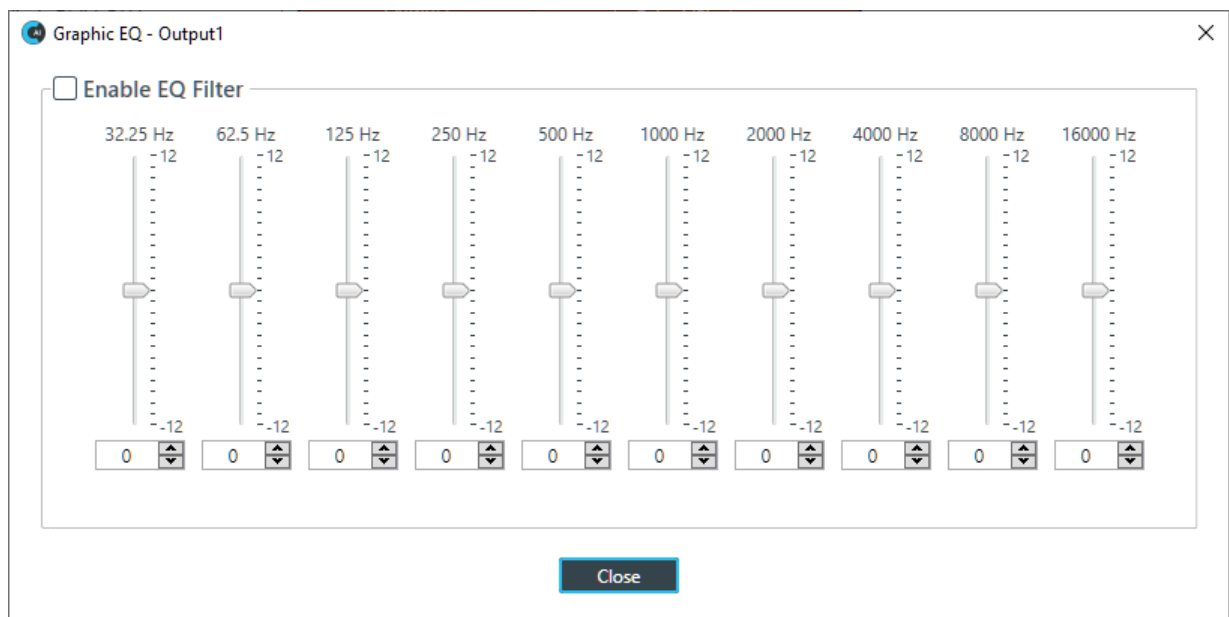 Graphic EQ - Output1
Enable EQ Filter
32.25 Hz 62.5 Hz 125 Hz 250 Hz 500 Hz 1000 Hz 2000 Hz 4000 Hz 8000 Hz 16000 Hz
12 12 12 12 12 12 12 12 12 12
-12 -12 -12 -12 -12 -12 -12 -12 -12 -12
0 0 0 0 0 0 0 0 0 0
Close